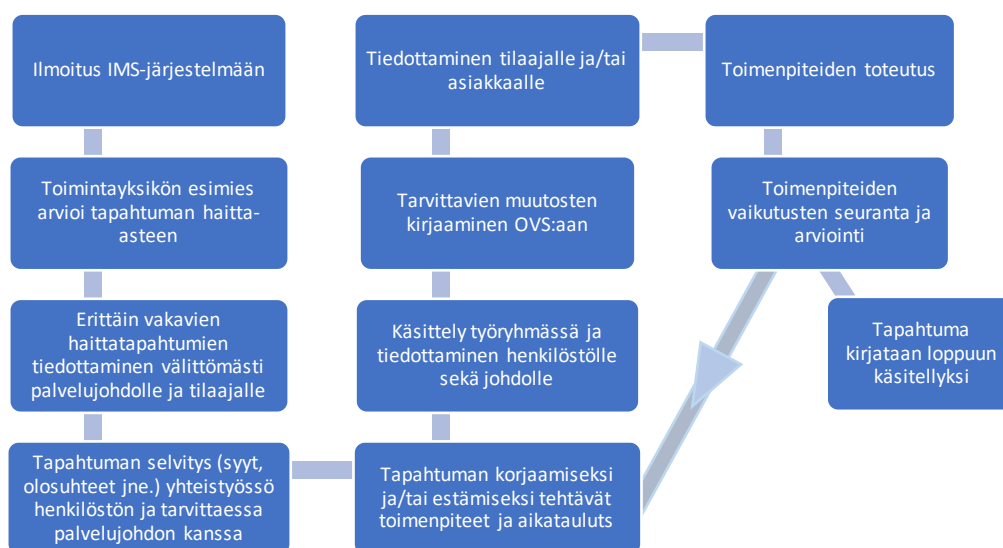 Ilmoitus IMS-järjestelmään
Toimintayksikön esimies
arvioi tapahtuman haitta-
asteen
Erittäin vakavien
haittatapahtumien
tiedottaminen välittömästi
palvelujohdolle ja tilaajalle
Tapahtuman selvitys (syyt,
olosuhteet jne.) yhteistyössö
henkilöstön ja tarvittaessa
palvelujohdon kanssa
Tapahtuman korjaamiseksi
ja/tai estämiseksi tehtävät
toimenpiteet ja aikatauluts
Käsittely työryhmässä ja
tiedottaminen henkilöstölle
sekä johdolle
Tarvittavien muutosten
kirjaaminen OVS:aan
Tiedottaminen tilaajalle ja/tai
asiakkaalle
Toimenpiteiden toteutus
Toimenpiteiden
vaikutusten seuranta ja
arviointi
Tapahtuma
kirjataan loppuun
käsitellyksi